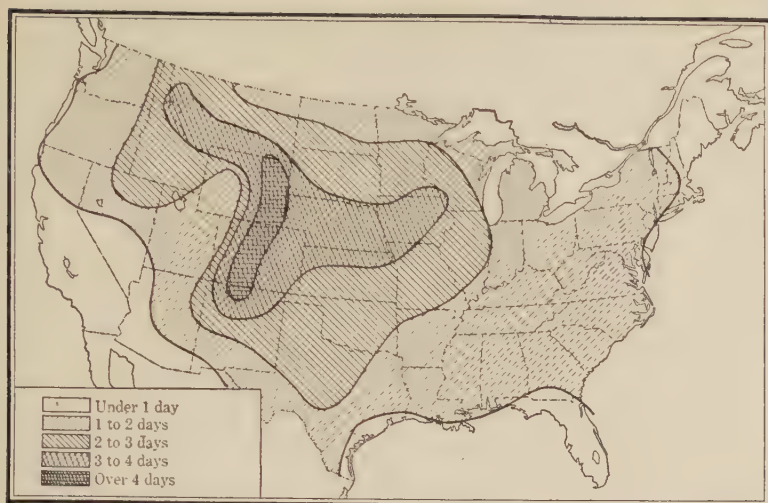 Under 1 day
1 to 2 days
2 to 3 days
3 to 4 days
Over 4 days